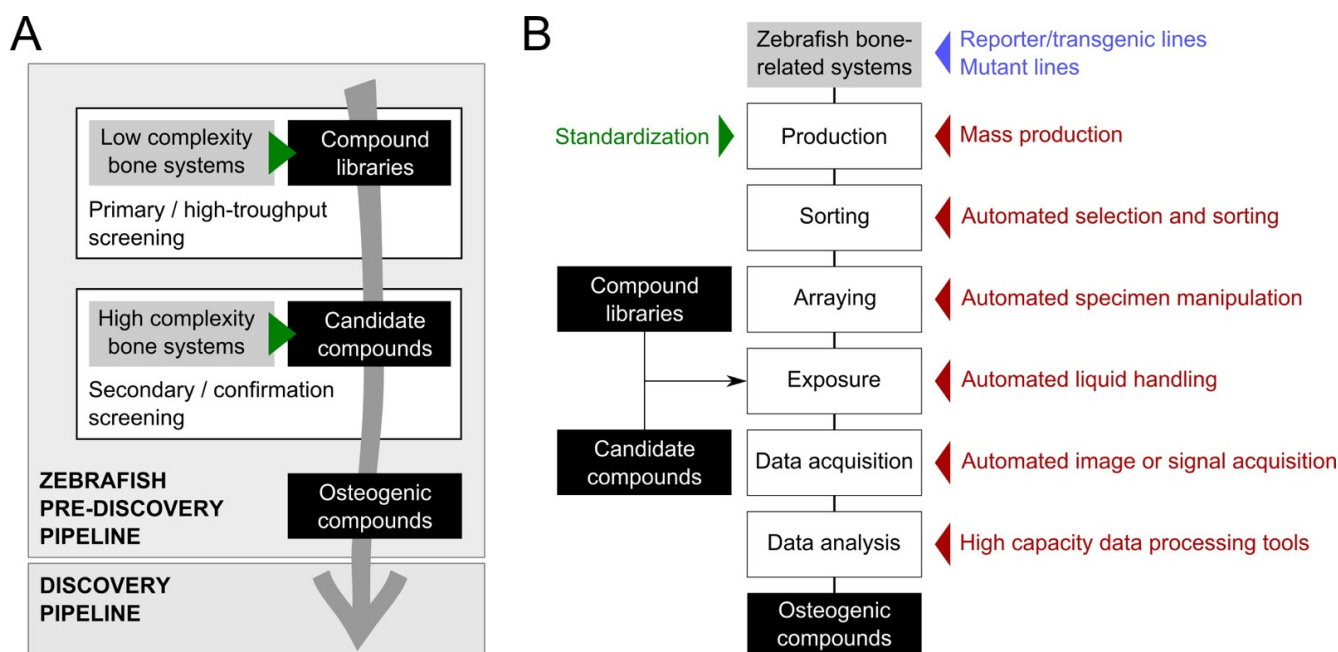 A
Low complexity
bone systems
Compound
libraries
Primary / high-troughput
screening
High complexity
bone systems
Candidate
compounds
Secondary / confirmation
screening
ZEBRAFISH
PRE-DISCOVERY
PIPELINE
Osteogenic
compounds
DISCOVERY
PIPELINE
B
Zebrafish bone-
related systems
Reporter/transgenic lines
Mutant lines
Standardization
Production
Mass production
Sorting
Automated selection and sorting
Compound
libraries
Arraying
Automated specimen manipulation
Exposure
Automated liquid handling
Candidate
compounds
Data acquisition
Automated image or signal acquisition
Data analysis
High capacity data processing tools
Osteogenic
compounds